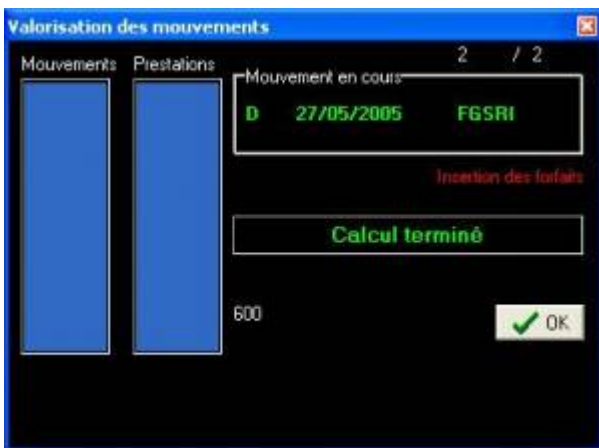 Valorisation des mouvements
Mouvements Prestations
2 / 2
Mouvement en cours
D 27/05/2005 FGSRI
Insertion des forfaits
Calcul terminé
600
OK